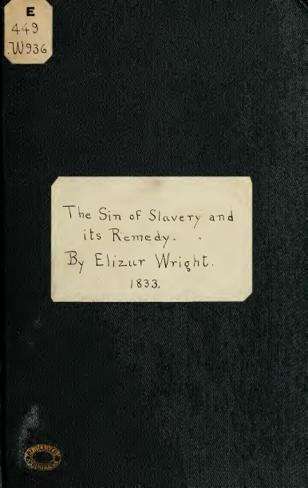 E
449
.W936
The Sin of Slavery and
its Remedy.
By Elizur Wright.
1833.